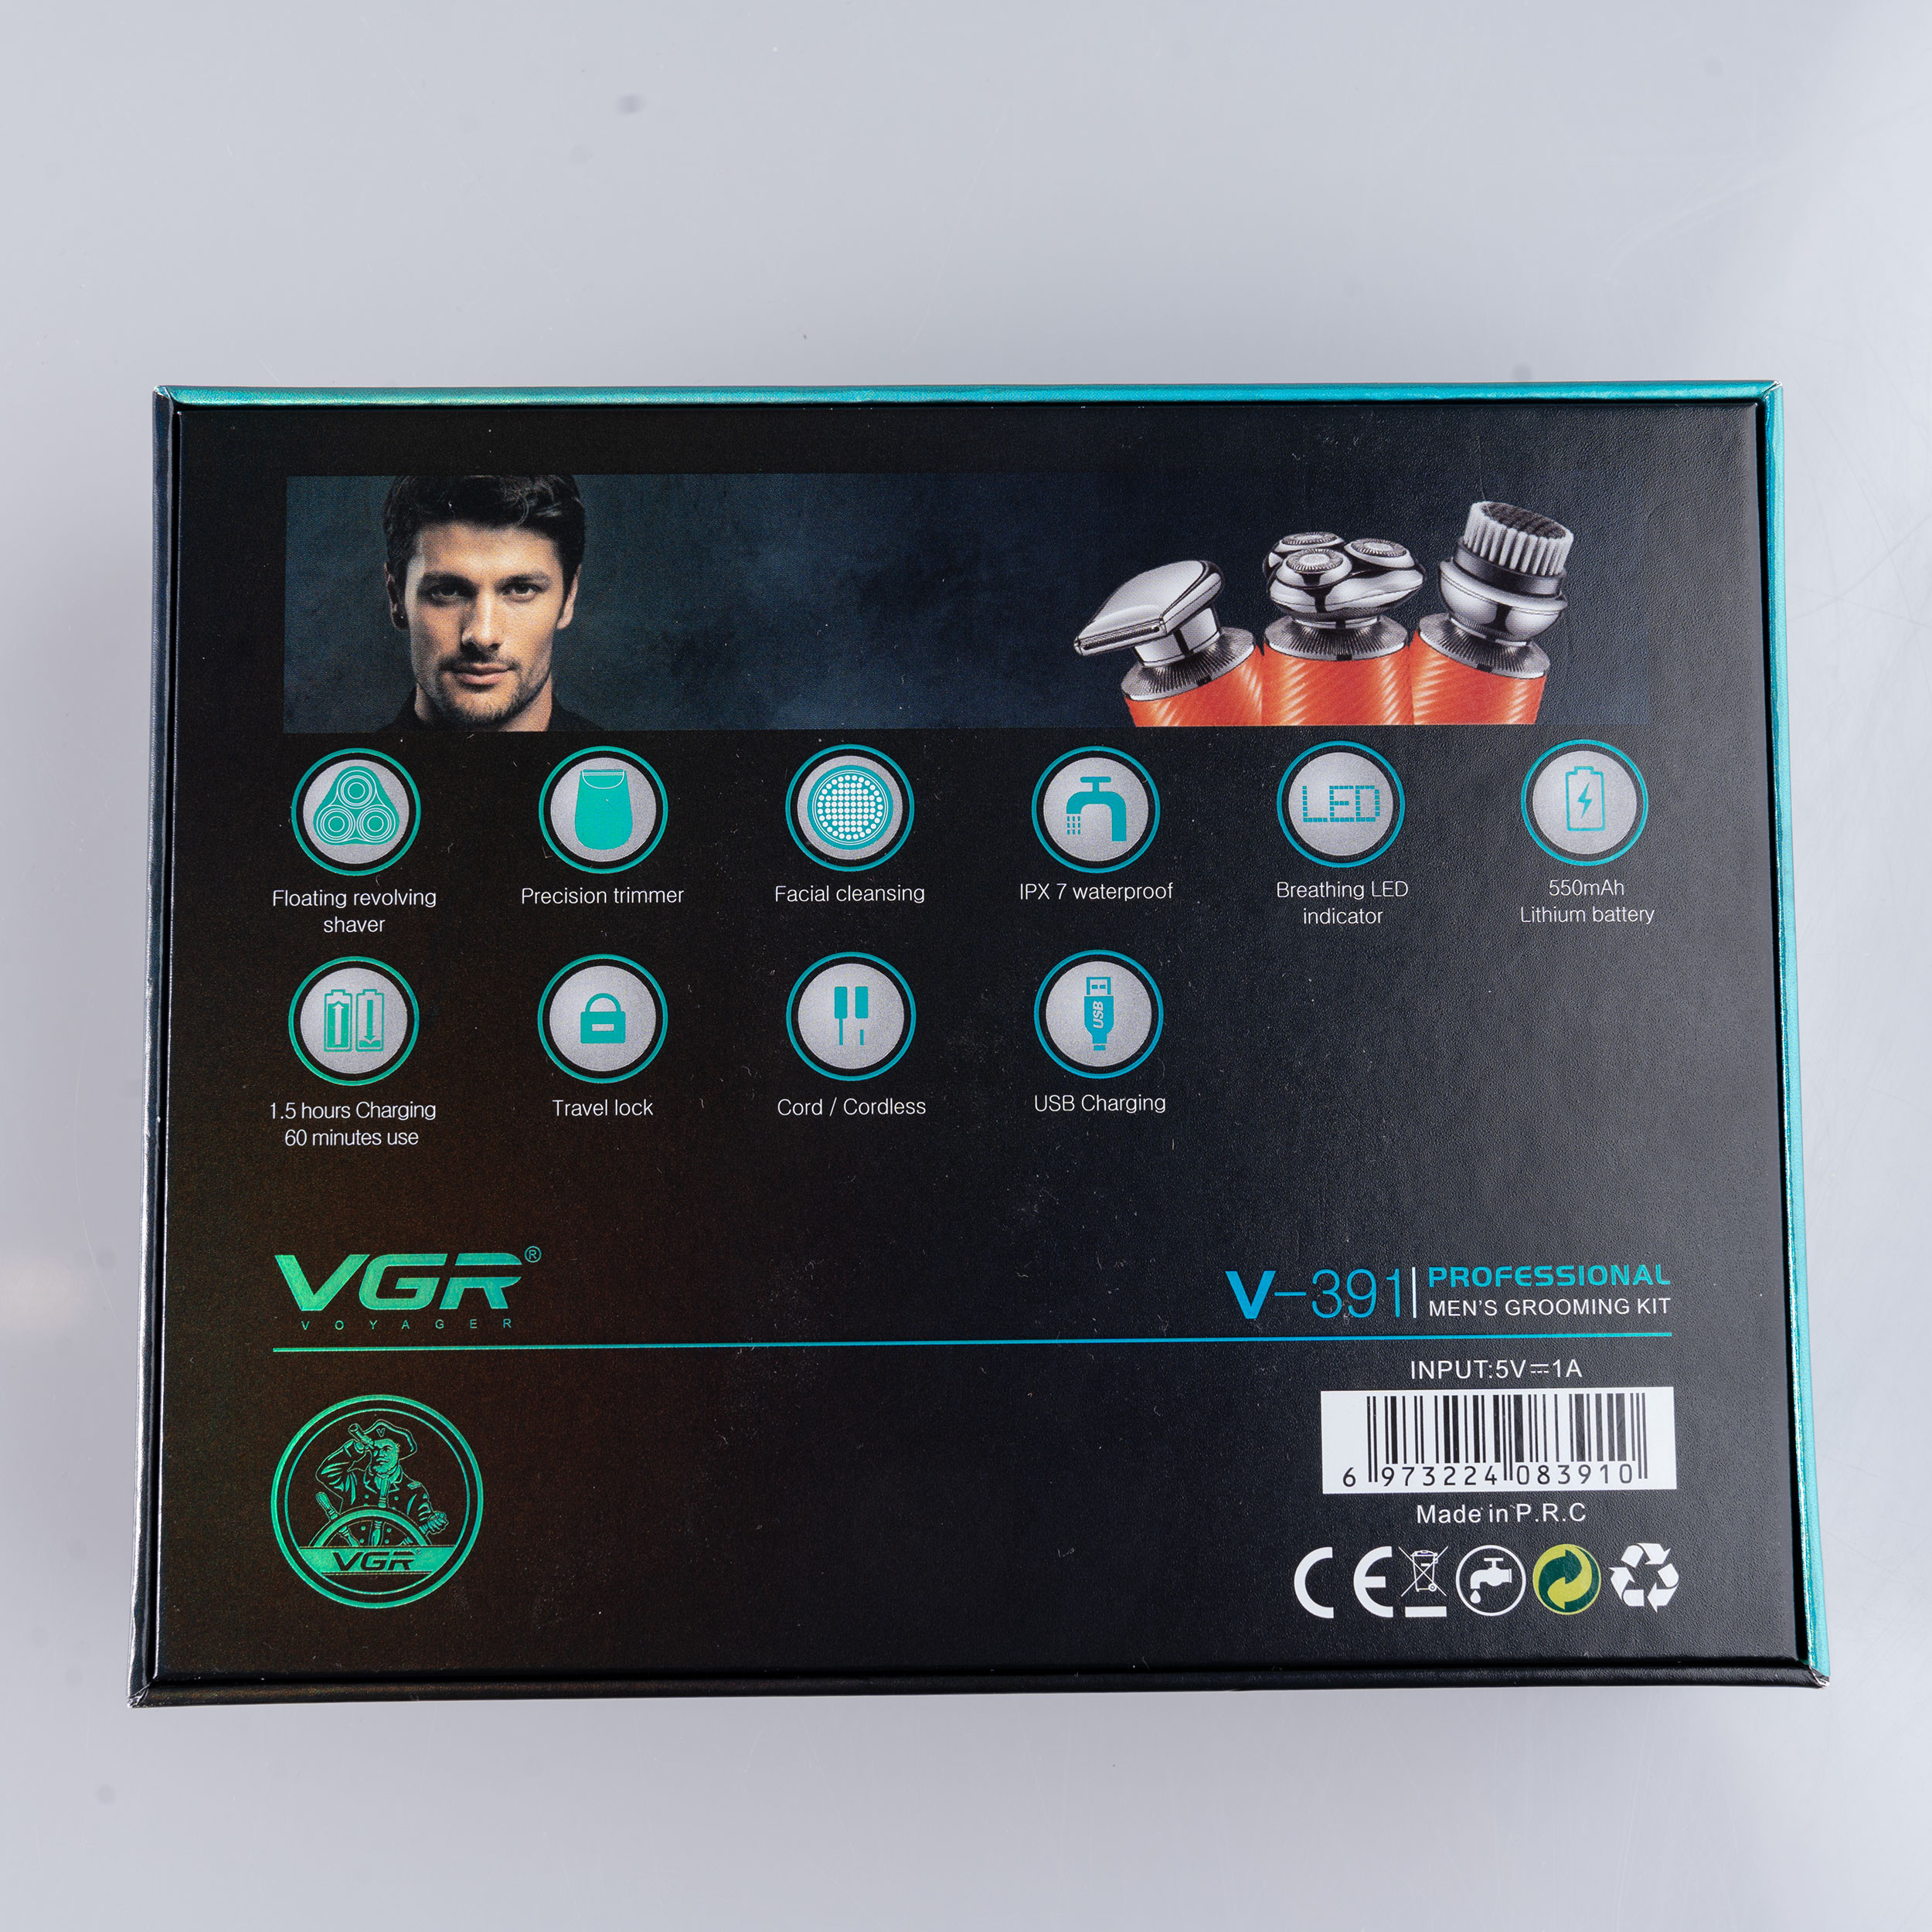 LED
Floating revolving
shaver
Precision trimmer
Facial cleansing
IPX 7 waterproof
Breathing LED
indicator
550mAh
Lithium battery
USB
1.5 hours Charging
60 minutes use
Travel lock
Cord / Cordless
USB Charging
VGR®
VOYAGER
V-391
PROFESSIONAL
MEN'S GROOMING KIT
INPUT:5V⎓1A
6 973224 083910
Made in P.R.C
CE
V
VGR